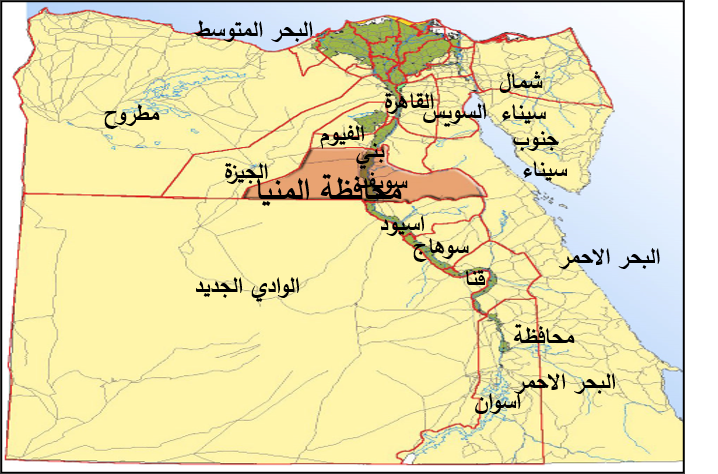 البحر المتوسط
شمال
سيناء
القاهرة
السويس
مطروح
الفيوم
جنوب
سيناء
بني
سويف
الجيزة
محافظة المنيا
اسيود
سوهاج
البحر الاحمر
قنا
الوادي الجديد
محافظة
البحر الاحمر
اسوان